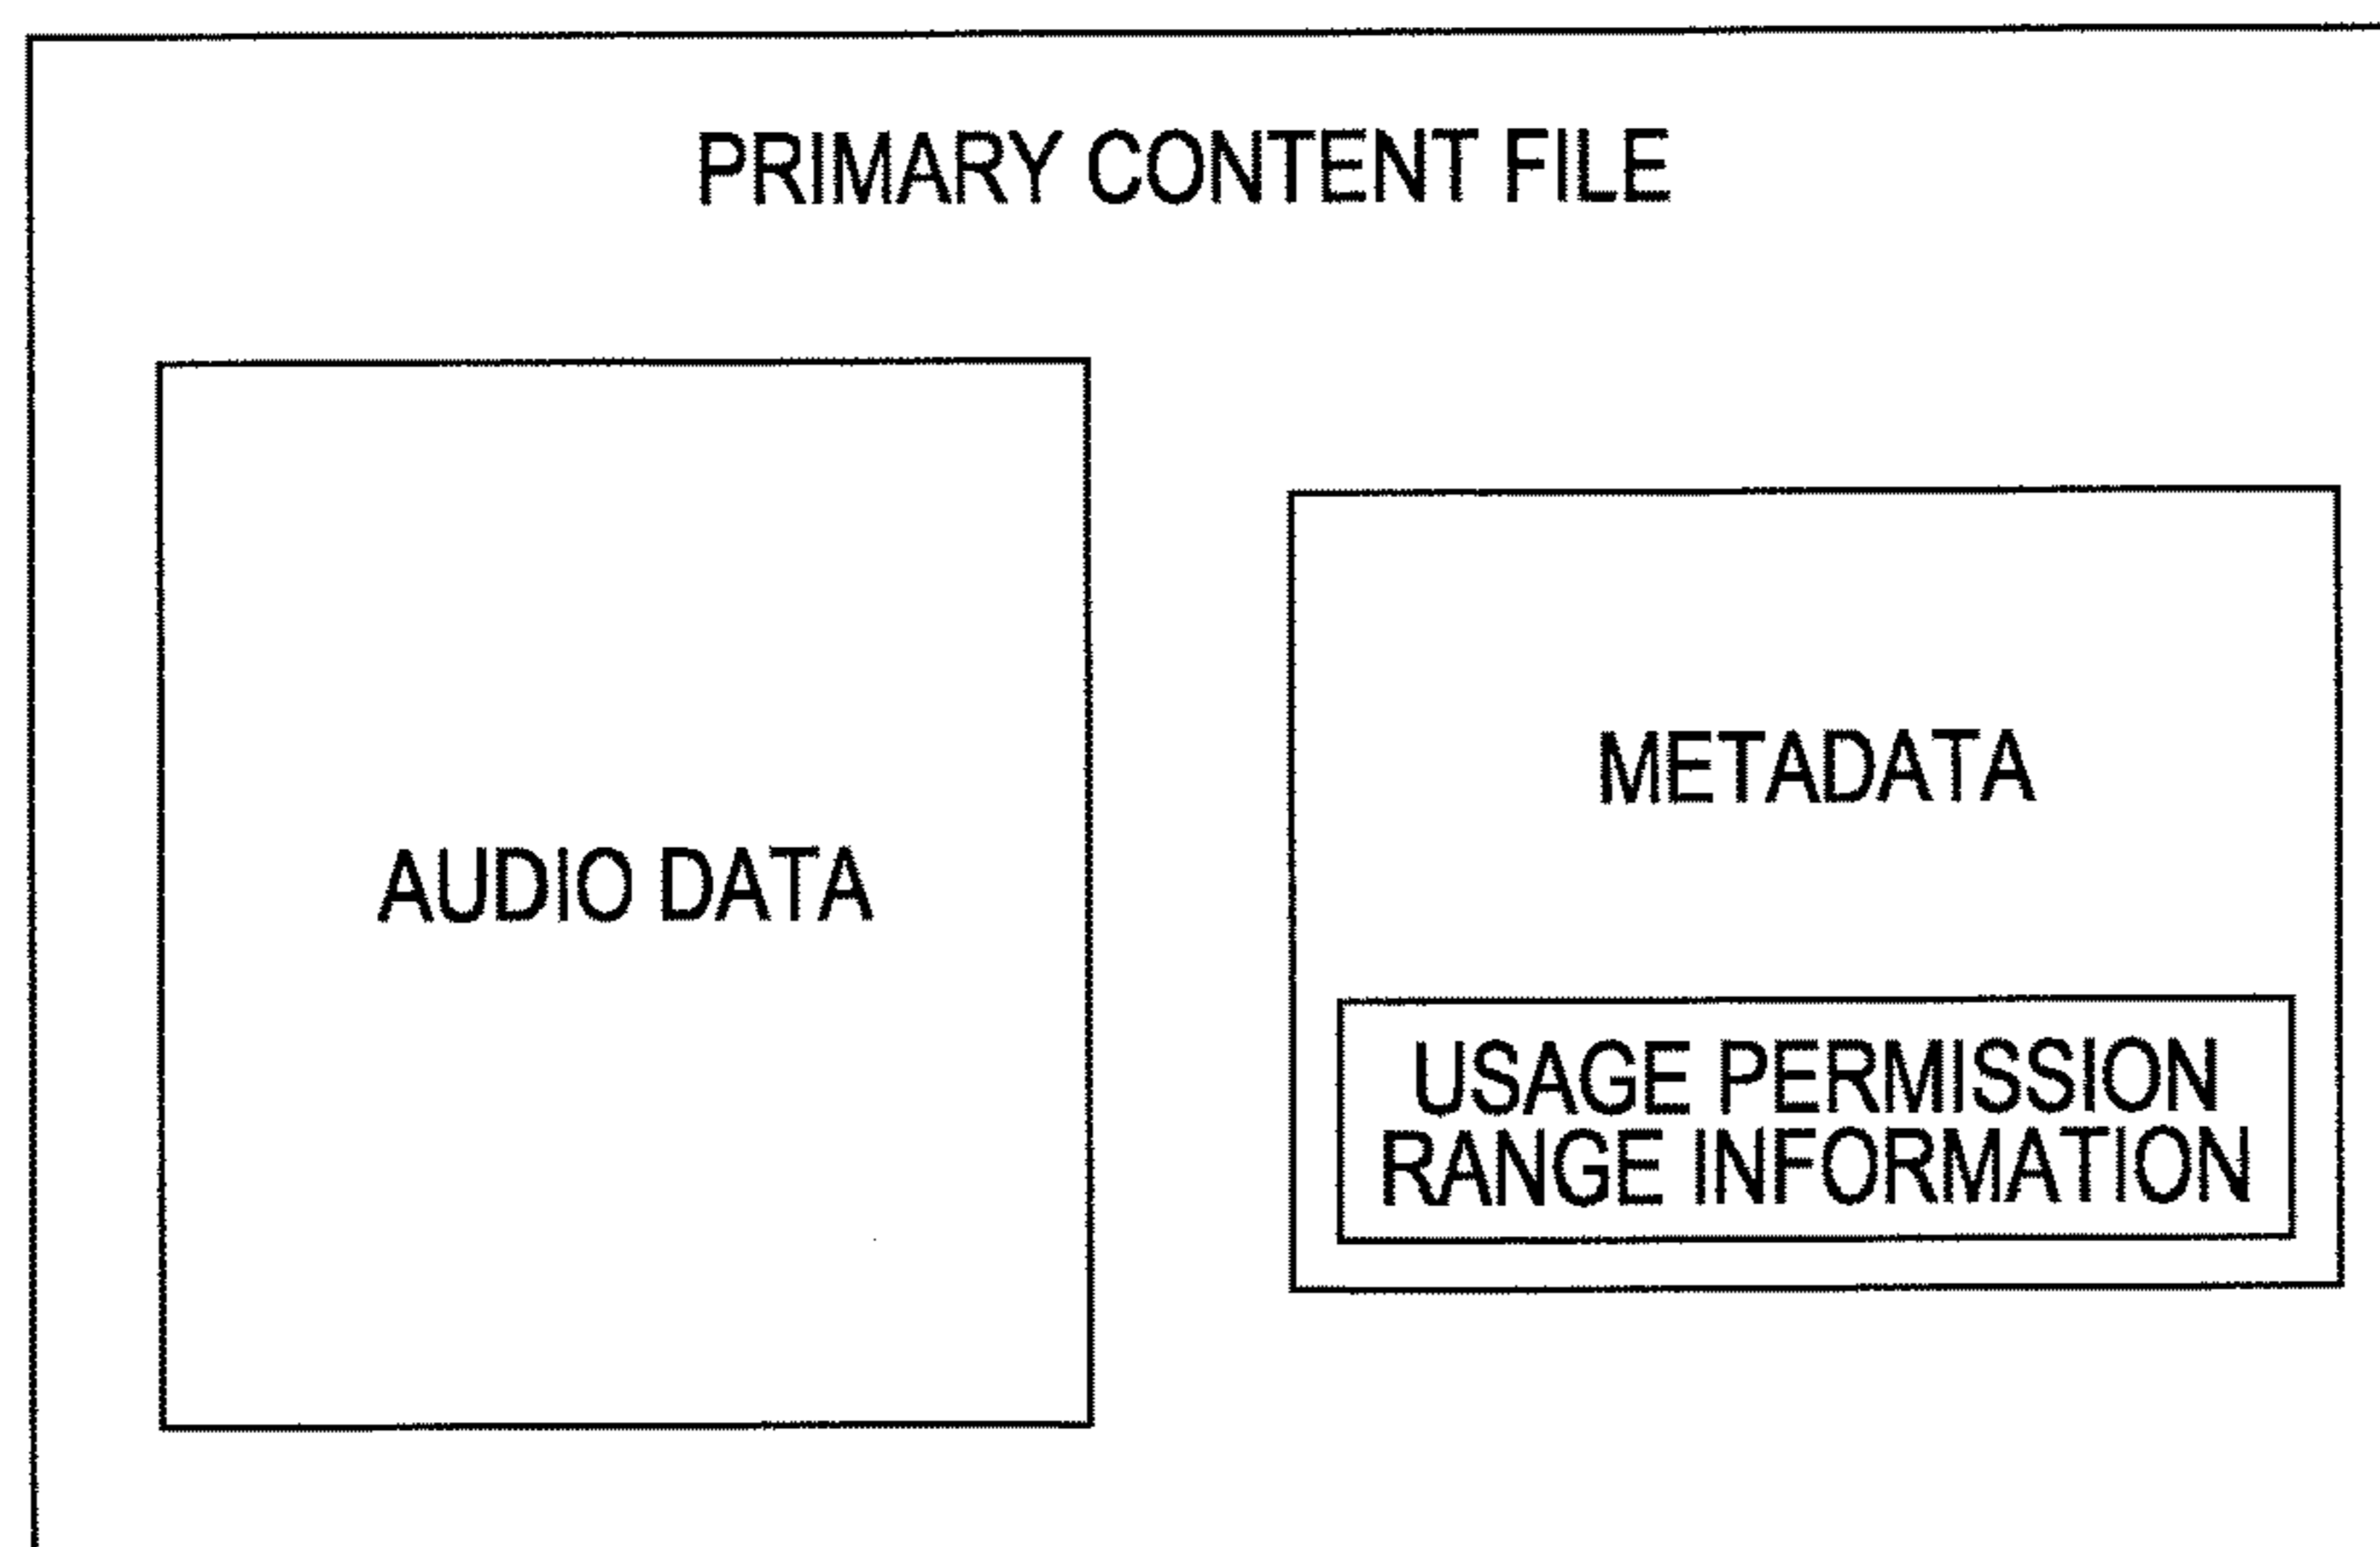 PRIMARY CONTENT FILE
AUDIO DATA
METADATA
USAGE PERMISSION
RANGE INFORMATION